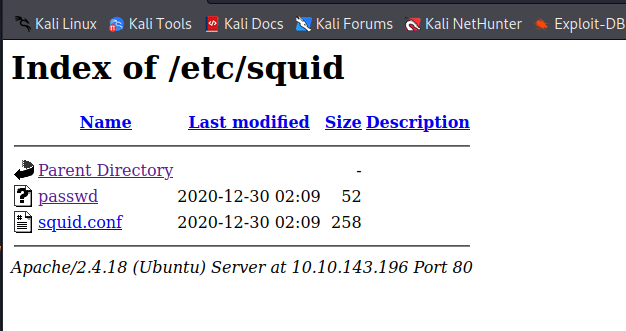 Kali Linux Kali Tools Kali Docs Kali Forums Kali NetHunter Exploit-DB
Index of /etc/squid
Name Last modified Size Description
Parent Directory -
passwd 2020-12-30 02:09 52
squid.conf 2020-12-30 02:09 258
Apache/2.4.18 (Ubuntu) Server at 10.10.143.196 Port 80